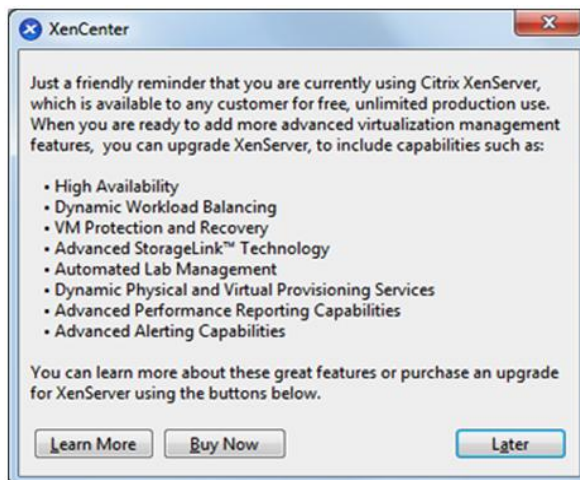 XenCenter
Just a friendly reminder that you are currently using Citrix XenServer,
which is available to any customer for free, unlimited production use.
When you are ready to add more advanced virtualization management
features, you can upgrade XenServer, to include capabilities such as:
• High Availability
• Dynamic Workload Balancing
• VM Protection and Recovery
• Advanced StorageLink™ Technology
• Automated Lab Management
• Dynamic Physical and Virtual Provisioning Services
• Advanced Performance Reporting Capabilities
• Advanced Alerting Capabilities
You can learn more about these great features or purchase an upgrade
for XenServer using the buttons below.
Learn More Buy Now Later